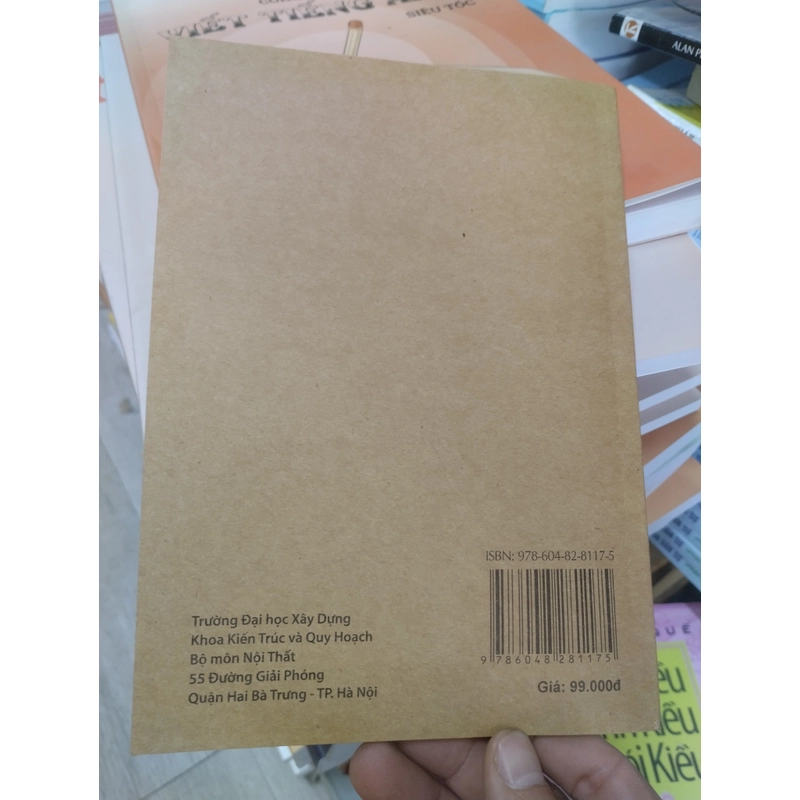 SIÊU TỐC
ALAN
ISBN: 978-604-82-8117-5
9 786048 281175
Giá: 99.000đ
Trường Đại học Xây Dựng
Khoa Kiến Trúc và Quy Hoạch
Bộ môn Nội Thất
55 Đường Giải Phóng
Quận Hai Bà Trưng - TP. Hà Nội
Kiều